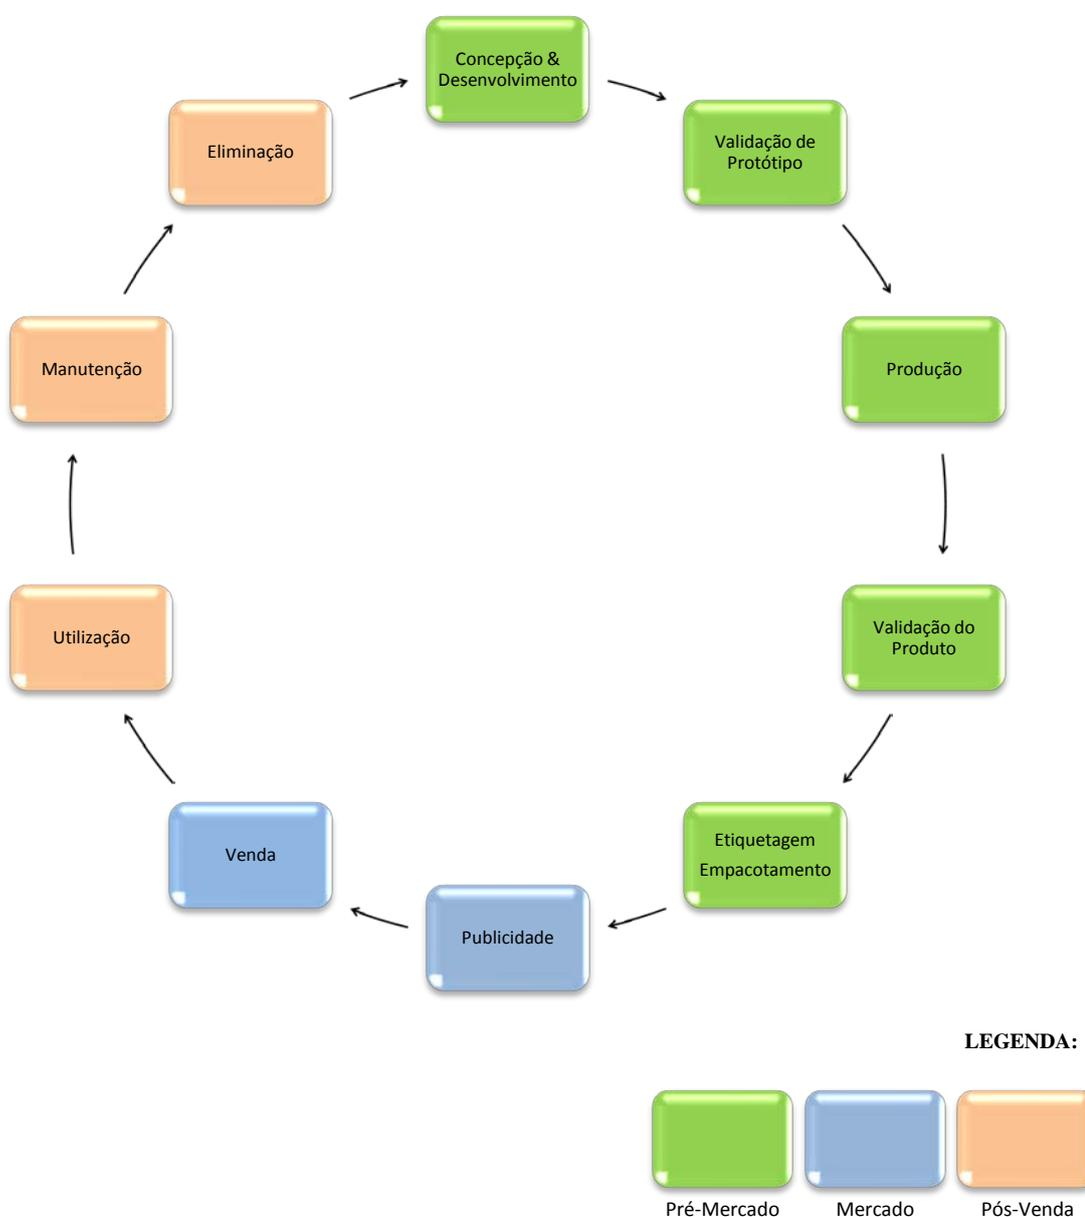 Concepção &
Desenvolvimento
Validação de
Protótipo
Produção
Validação do
Produto
Etiquetagem
Empacotamento
Publicidade
Venda
Utilização
Manutenção
Eliminação
LEGENDA:
Pré-Mercado
Mercado
Pós-Venda